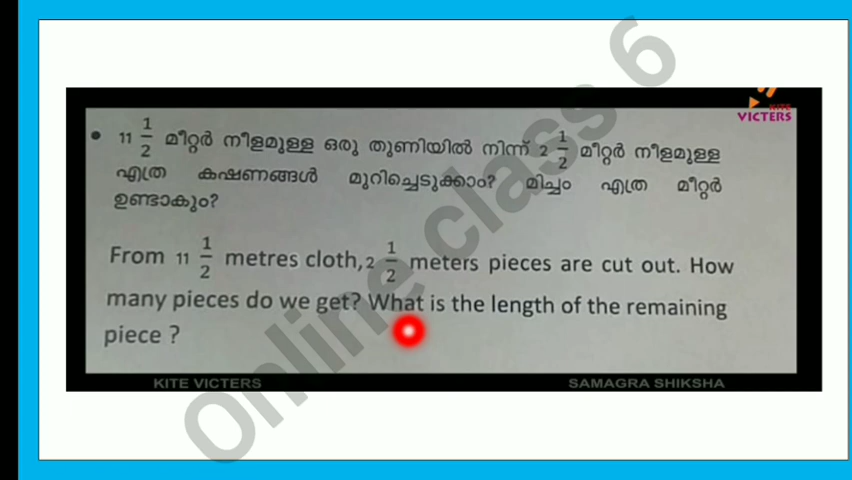 KITE
VICTERS
• 11 1/2 മീറ്റർ നീളമുള്ള ഒരു തുണിയിൽ നിന്ന് 2 1/2 മീറ്റർ നീളമുള്ള
എത്ര കഷണങ്ങൾ മുറിച്ചെടുക്കാം? മിച്ചം എത്ര മീറ്റർ
ഉണ്ടാകും?
From 11 1/2 metres cloth,2 1/2 meters pieces are cut out. How
many pieces do we get? What is the length of the remaining
piece ?
KITE VICTERS SAMAGRA SHIKSHA
Online class 6